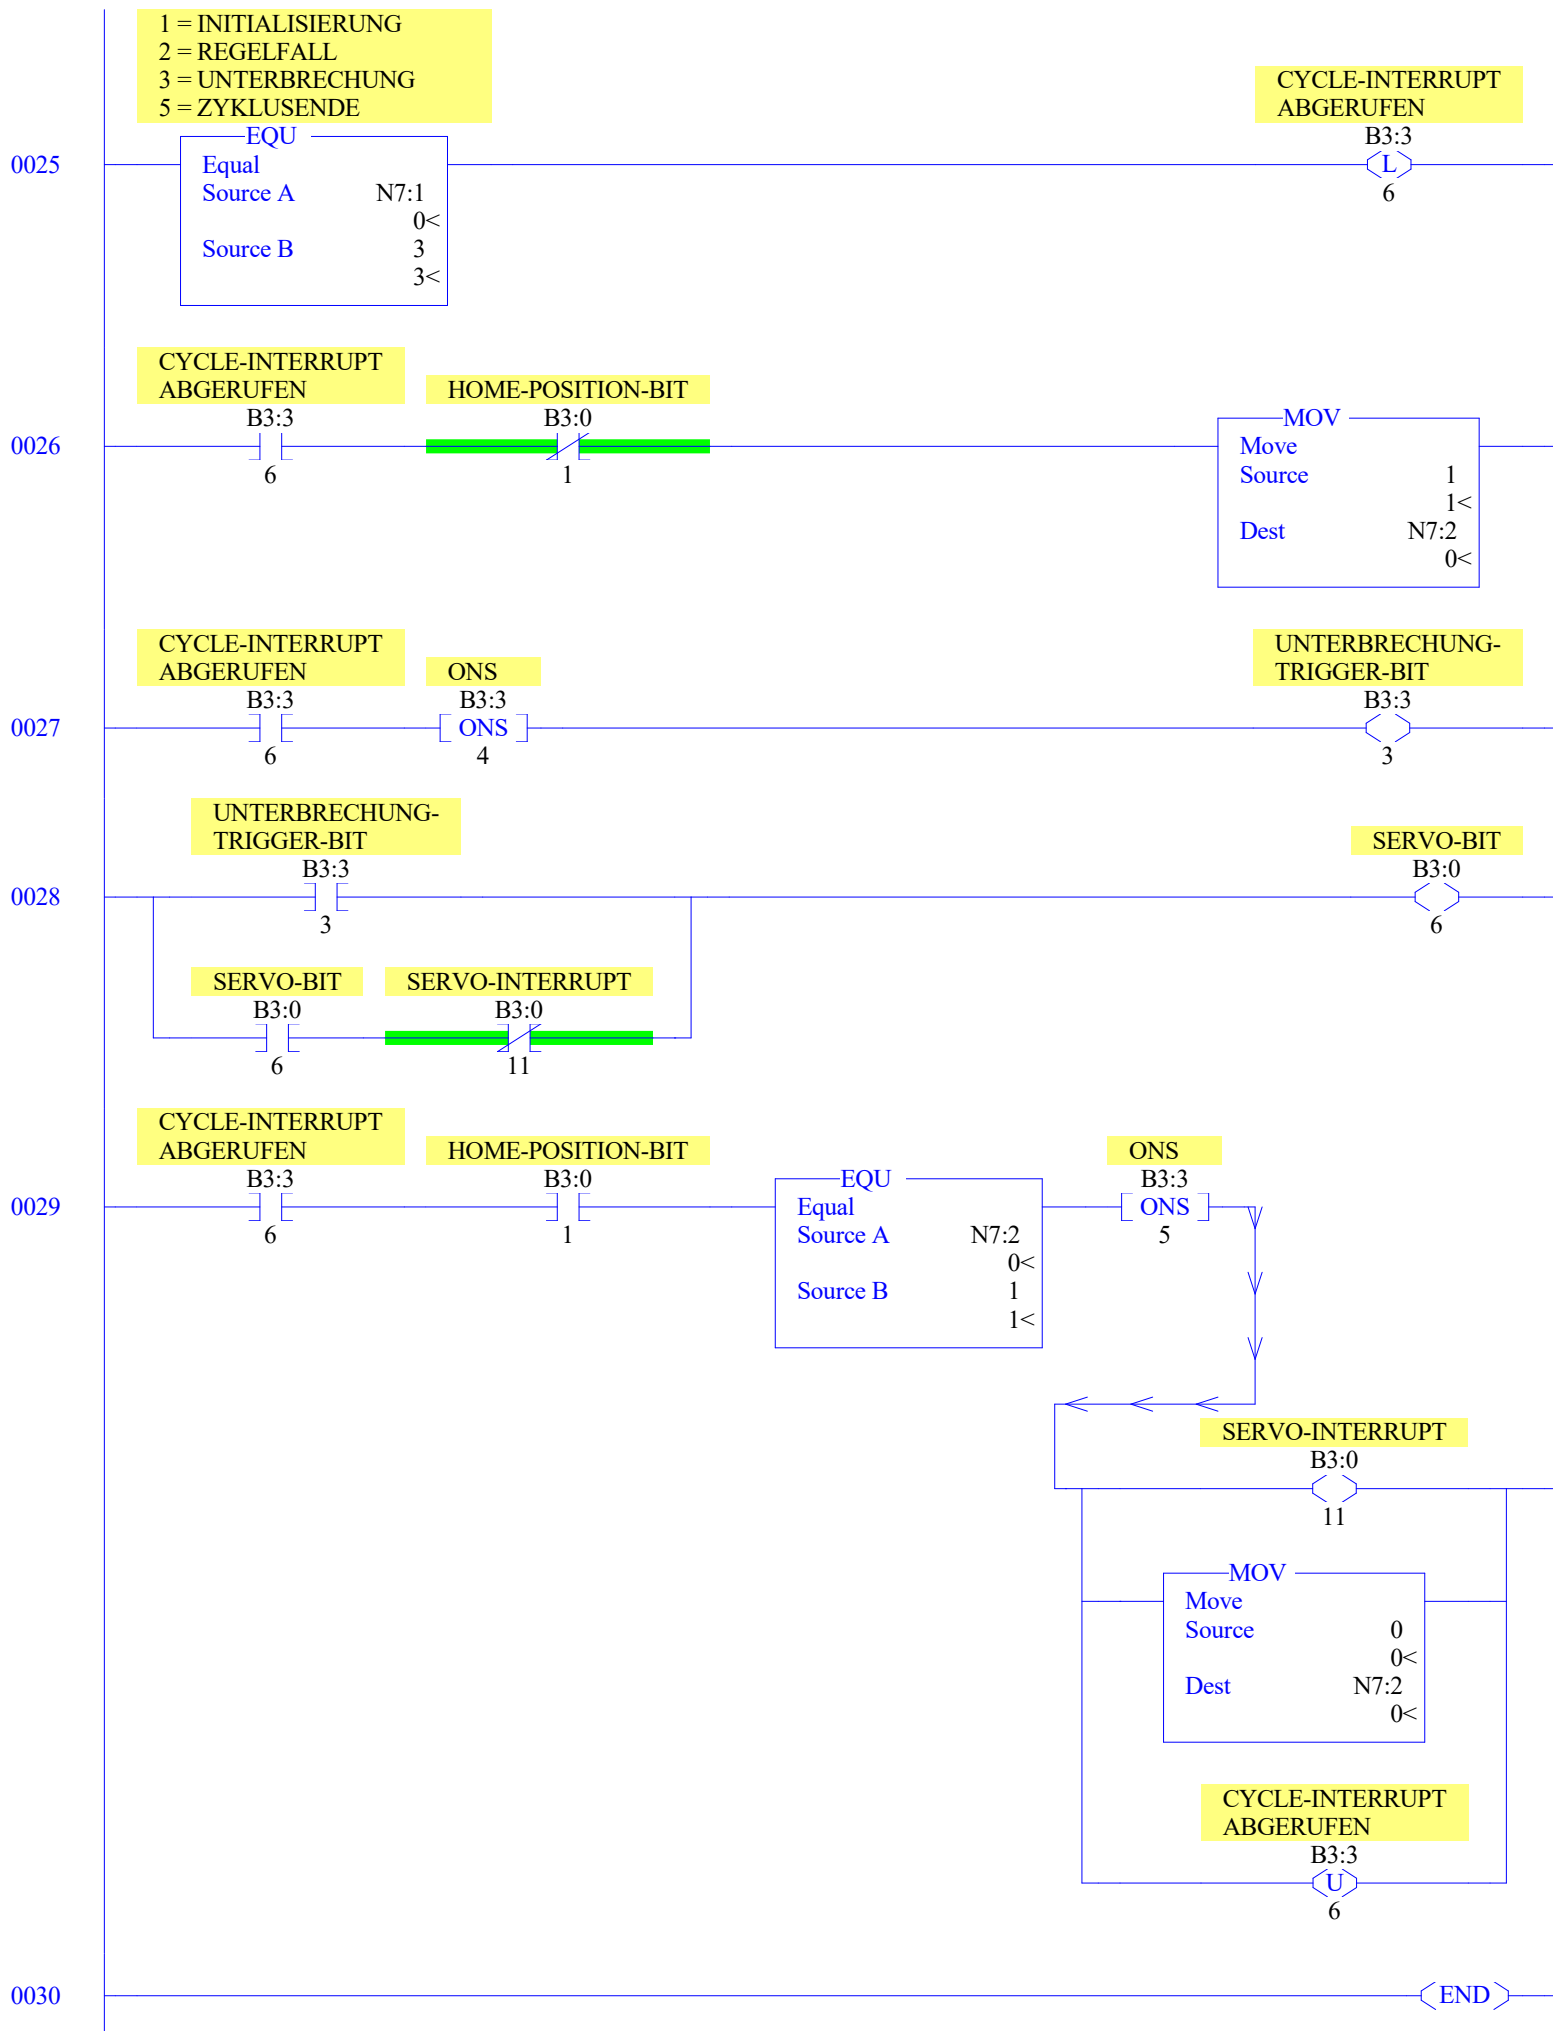 1 = INITIALISIERUNG
2 = REGELFALL
3 = UNTERBRECHUNG
5 = ZYKLUSENDE
CYCLE-INTERRUPT
ABGERUFEN
EQU
B3:3
0025
Equal
L
Source A N7:1
6
0<
Source B 3
3<
CYCLE-INTERRUPT
ABGERUFEN HOME-POSITION-BIT
B3:3 B3:0 MOV
0026
Move
6 1 Source 1
1<
Dest N7:2
0<
CYCLE-INTERRUPT
ABGERUFEN ONS
UNTERBRECHUNG-
TRIGGER-BIT
B3:3 B3:3 B3:3
0027 ONS
6 4 3
UNTERBRECHUNG-
TRIGGER-BIT SERVO-BIT
B3:3 B3:0
0028
3 6
SERVO-BIT SERVO-INTERRUPT
B3:0 B3:0
6 11
CYCLE-INTERRUPT
ABGERUFEN HOME-POSITION-BIT ONS
B3:3 B3:0 EQU B3:3
0029 Equal ONS
6 1 Source A N7:2 5
0<
Source B 1
1<
SERVO-INTERRUPT
B3:0
11
MOV
Move
Source 0
0<
Dest N7:2
0<
CYCLE-INTERRUPT
ABGERUFEN
B3:3
U
6
0030 END